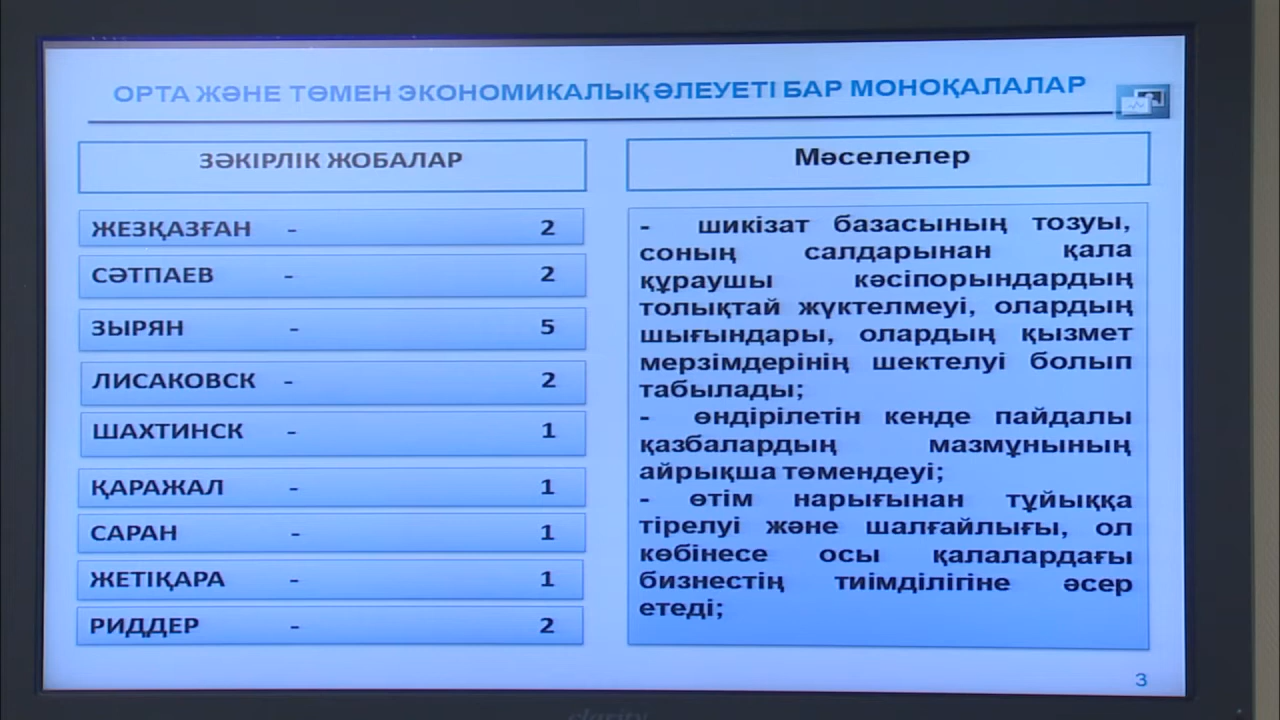 ОРТА ЖӘНЕ ТӨМЕН ЭКОНОМИКАЛЫҚ ӘЛЕУЕТІ БАР МОНОҚАЛАЛАР
ЗӘКІРЛІК ЖОБАЛАР
ЖЕЗҚАЗҒАН - 2
СӘТПАЕВ - 2
ЗЫРЯН - 5
ЛИСАКОВСК - 2
ШАХТИНСК - 1
ҚАРАЖАЛ - 1
САРАН - 1
ЖЕТІҚАРА - 1
РИДДЕР - 2
Мәселелер
- шикізат базасының тозуы,
соның салдарынан қала
құраушы кәсіпорындардың
толықтай жүктелмеуі, олардың
шығындары, олардың қызмет
мерзімдерінің шектелуі болып
табылады;
- өндірілетін кенде пайдалы
қазбалардың мазмұнының
айрықша төмендеуі;
- өтім нарығынан тұйыққа
тірелуі және шалғайлығы, ол
көбінесе осы қалалардағы
бизнестің тиімділігіне әсер
етеді;
3
clarity